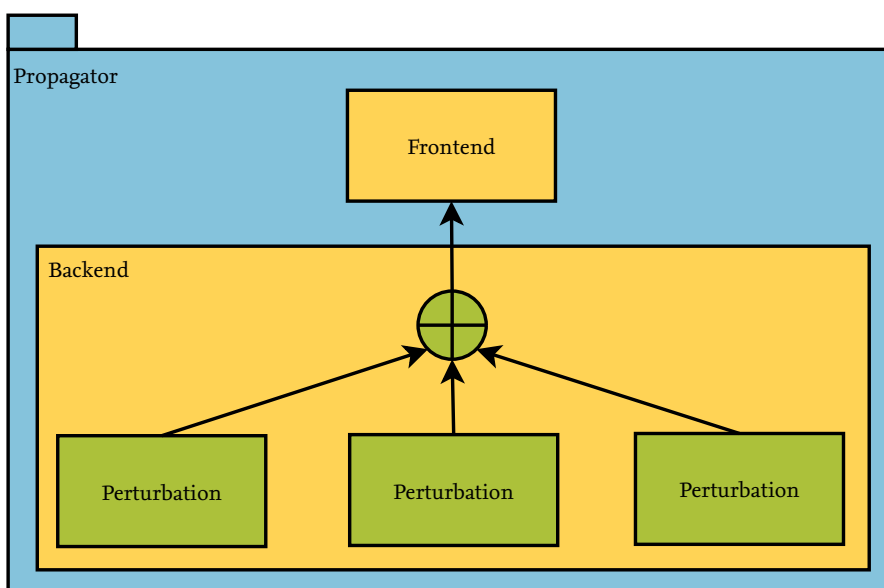 Propagator
Frontend
Backend
Perturbation
Perturbation
Perturbation